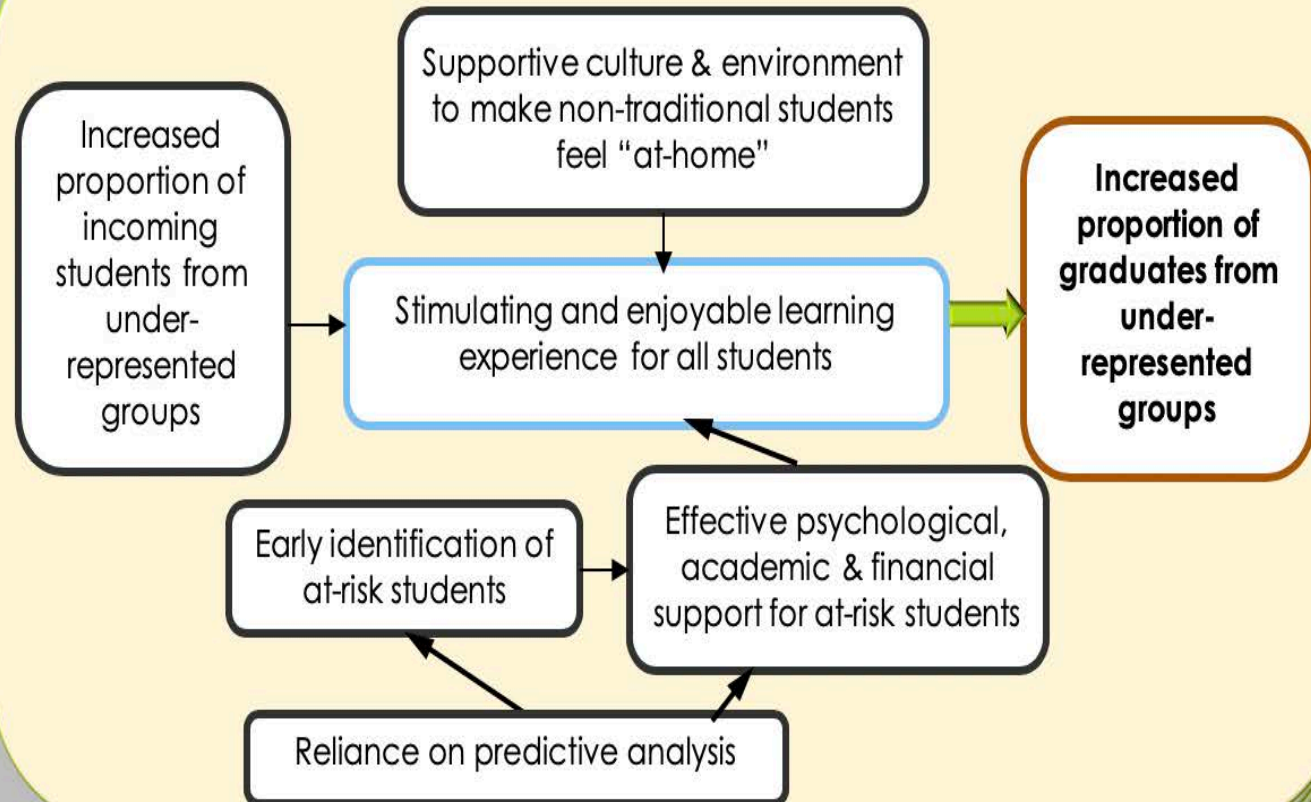 Supportive culture & environment
to make non-traditional students
feel “at-home”
Increased
proportion of
incoming
students from
under-
represented
groups
Stimulating and enjoyable learning
experience for all students
Increased
proportion of
graduates from
under-
represented
groups
Early identification of
at-risk students
Effective psychological,
academic & financial
support for at-risk students
Reliance on predictive analysis